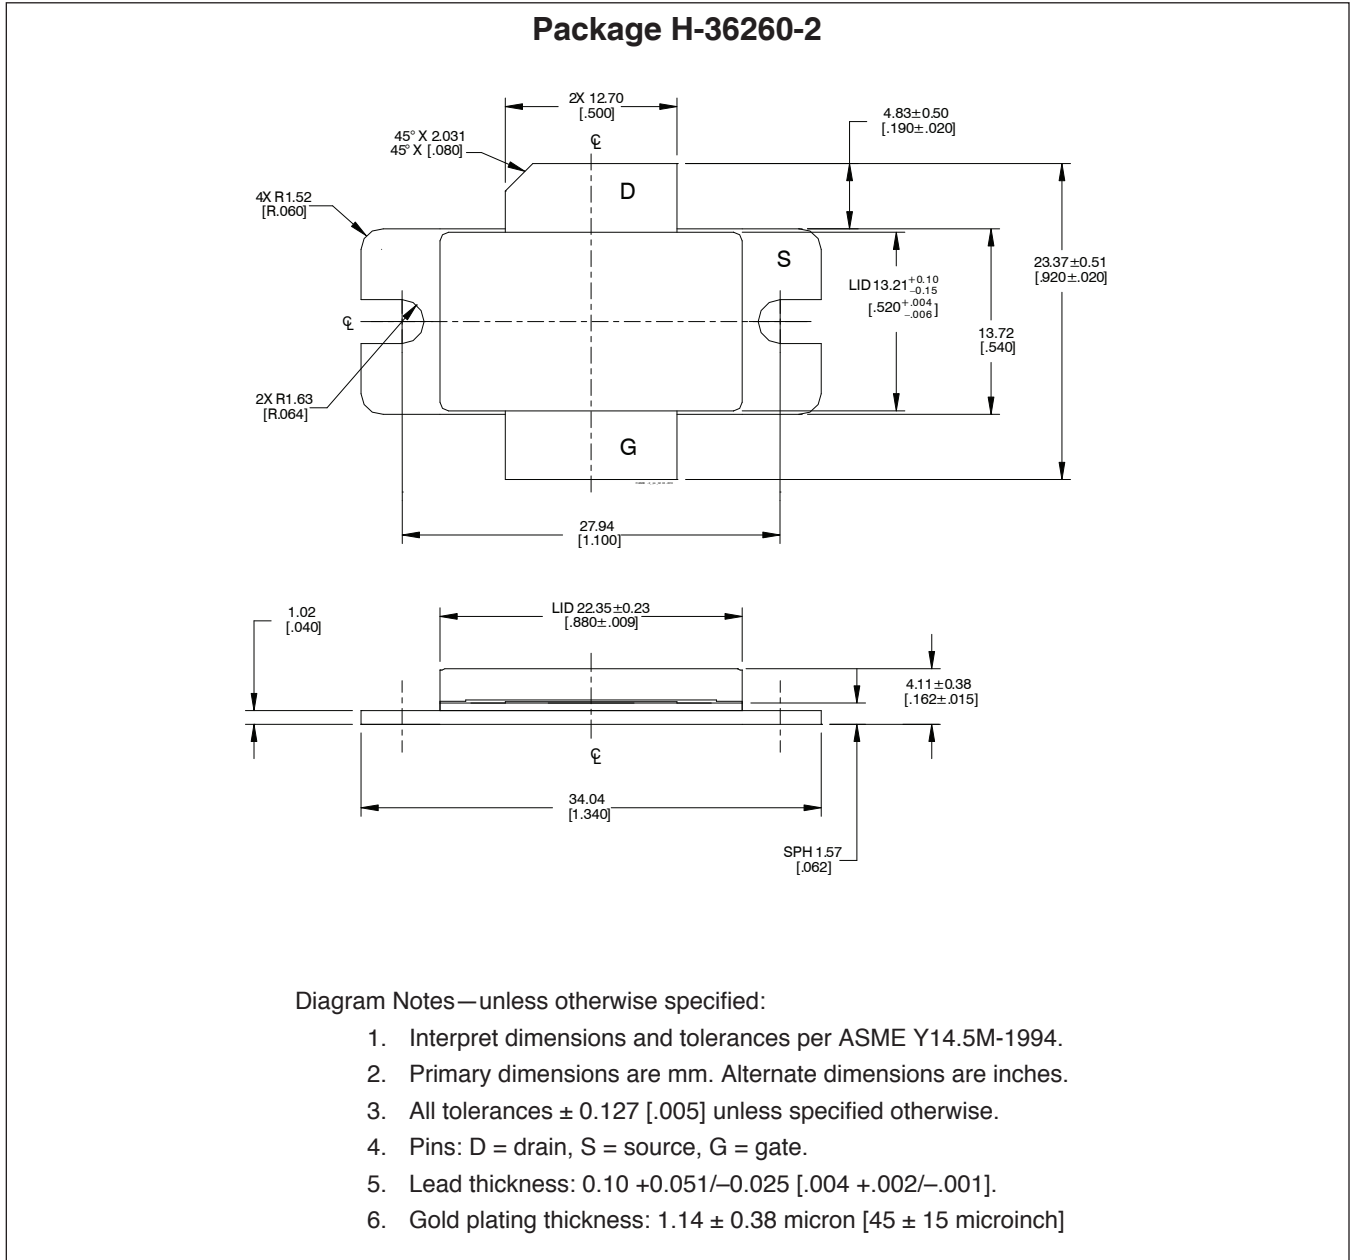 Package H-36260-2
2X 12.70
[.500]
4.83±0.50
[.190±.020]
45° X 2.031
45° X [.080]
℄
D
4X R1.52
[R.060]
S
23.37±0.51
[.920±.020]
LID 13.21 +0.10 –0.15
[.520 +.004 –.006]
℄
13.72
[.540]
2X R1.63
[R.064]
G
27.94
[1.100]
LID 22.35±0.23
[.880±.009]
1.02
[.040]
4.11±0.38
[.162±.015]
℄
34.04
[1.340]
SPH 1.57
[.062]
Diagram Notes—unless otherwise specified:
1. Interpret dimensions and tolerances per ASME Y14.5M-1994.
2. Primary dimensions are mm. Alternate dimensions are inches.
3. All tolerances ± 0.127 [.005] unless specified otherwise.
4. Pins: D = drain, S = source, G = gate.
5. Lead thickness: 0.10 +0.051/–0.025 [.004 +.002/–.001].
6. Gold plating thickness: 1.14 ± 0.38 micron [45 ± 15 microinch]